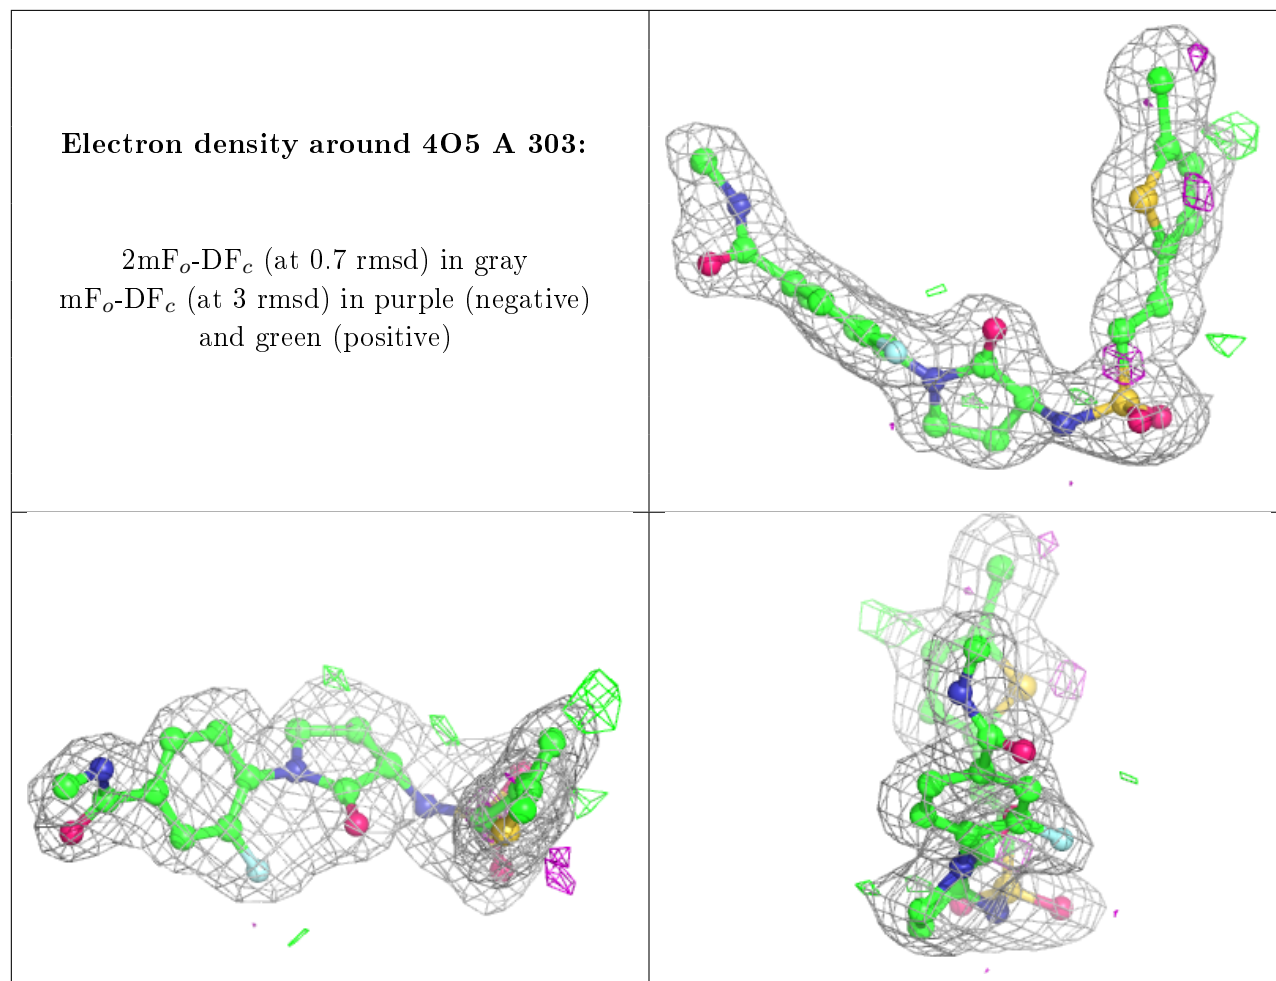 Electron density around 4O5 A 303:
2mFo-DFc (at 0.7 rmsd) in gray
mFo-DFc (at 3 rmsd) in purple (negative)
and green (positive)